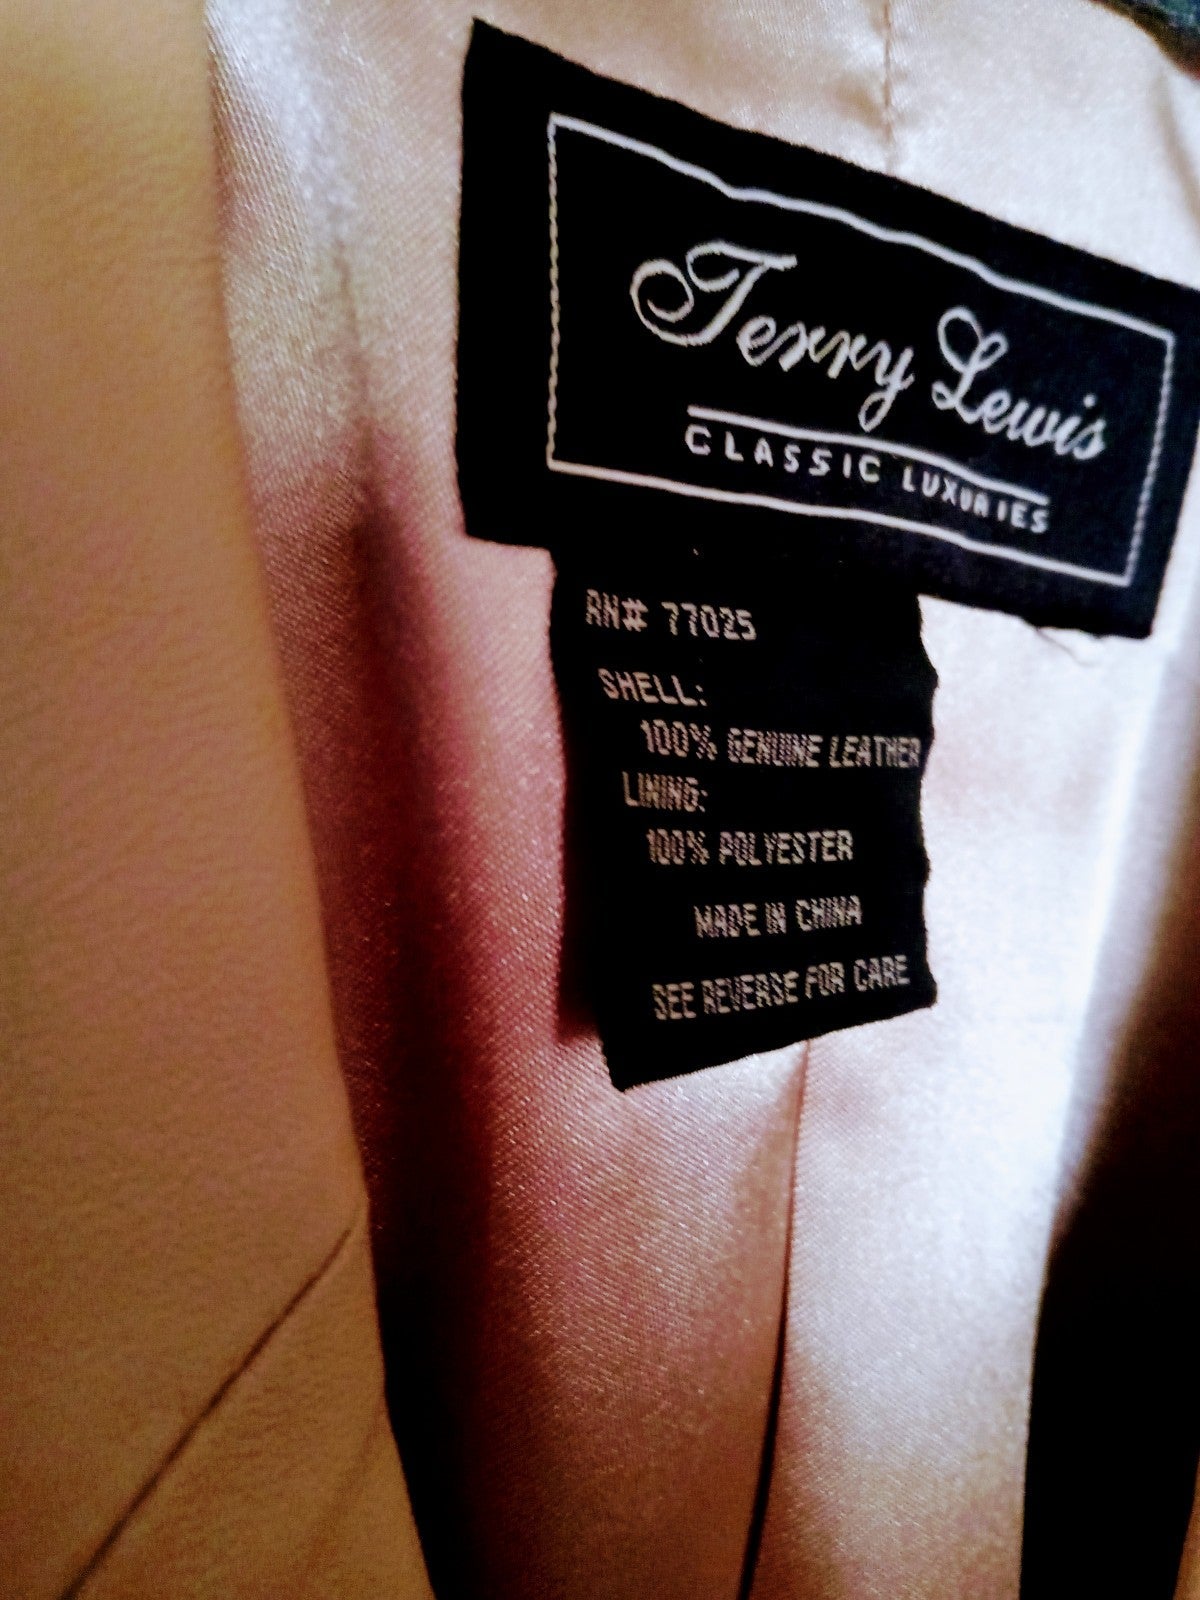 Terry Lewis
CLASSIC LUXURIES
RN# 77025
SHELL:
100% GENUINE LEATHER
LINING:
100% POLYESTER
MADE IN CHINA
SEE REVERSE FOR CARE